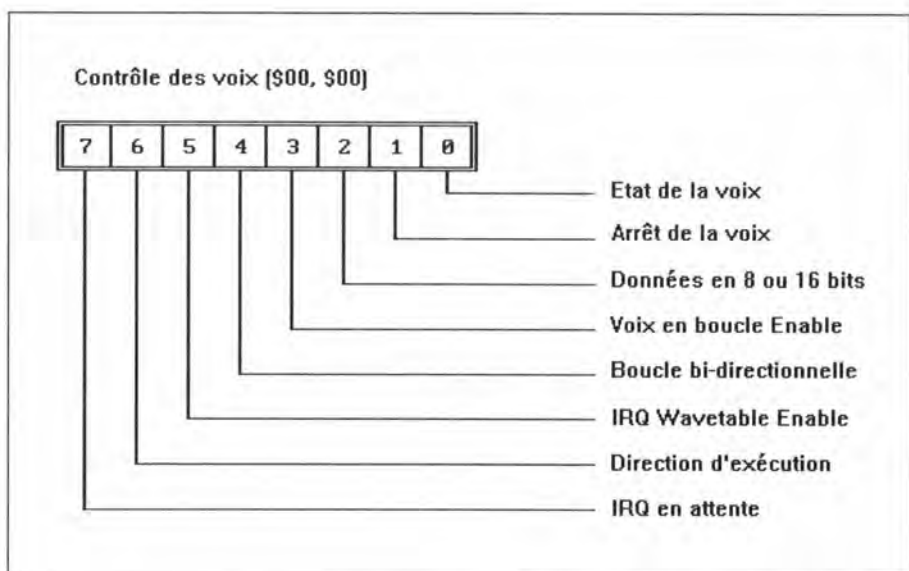 Contrôle des voix ($00, $00)
7 6 5 4 3 2 1 0
Etat de la voix
Arrêt de la voix
Données en 8 ou 16 bits
Voix en boucle Enable
Boucle bi-directionnelle
IRQ Wavetable Enable
Direction d'exécution
IRQ en attente